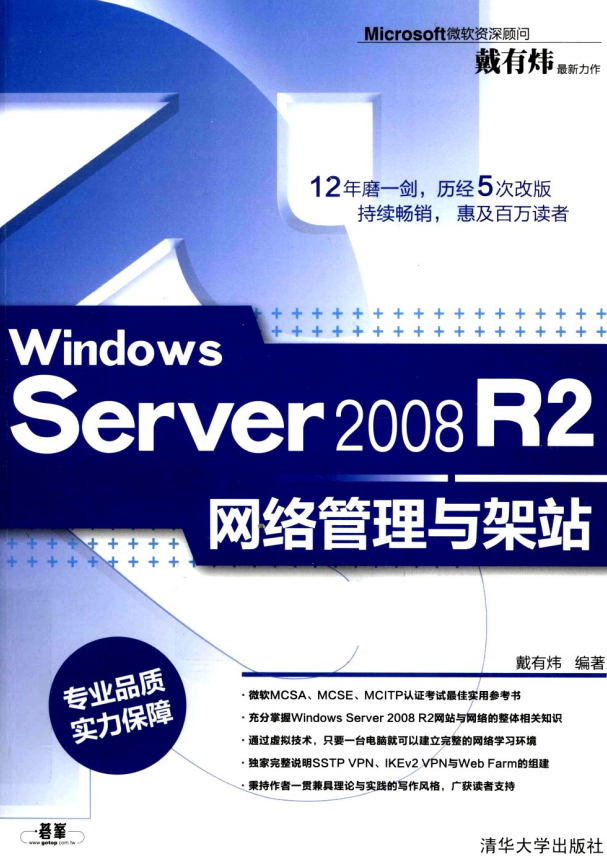 Microsoft微软资深顾问
戴有炜 最新力作
12年磨一剑，历经5次改版
持续畅销，惠及百万读者
Windows
Server 2008 R2
网络管理与架站
戴有炜 编著
专业品质
实力保障
·微软MCSA、MCSE、MCITP认证考试最佳实用参考书
·充分掌握Windows Server 2008 R2网站与网络的整体相关知识
·通过虚拟技术，只要一台电脑就可以建立完整的网络学习环境
·独家完整说明SSTP VPN、IKEv2 VPN与Web Farm的组建
·秉持作者一贯兼具理论与实践的写作风格，广获读者支持
·碁峯·
www.gotop.com.tw
清华大学出版社